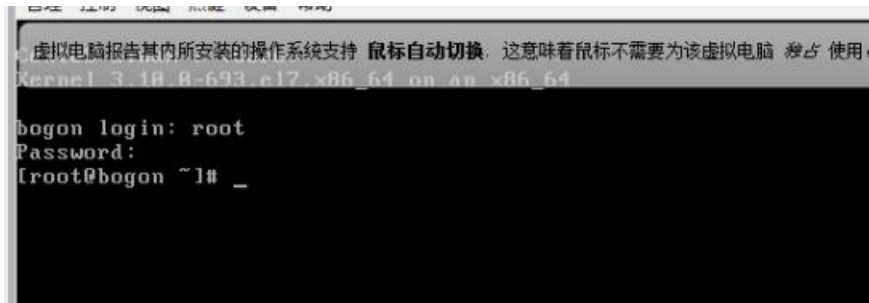 虚拟电脑报告其内所安装的操作系统支持 鼠标自动切换. 这意味着鼠标不需要为该虚拟电脑 独占 使用
Kernel 3.10.0-693.el7.x86_64 on an x86_64
bogon login: root
Password:
[root@bogon ~]# _